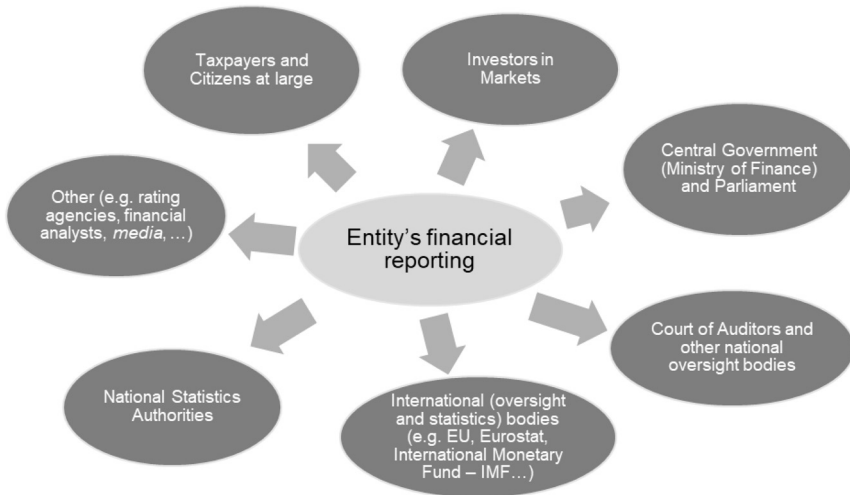 Taxpayers and
Citizens at large
Investors in
Markets
Central Government
(Ministry of Finance)
and Parliament
Other (e.g. rating
agencies, financial
analysts, media, …)
Entity’s financial
reporting
Court of Auditors and
other national
oversight bodies
National Statistics
Authorities
International (oversight
and statistics) bodies
(e.g. EU, Eurostat,
International Monetary
Fund – IMF…)